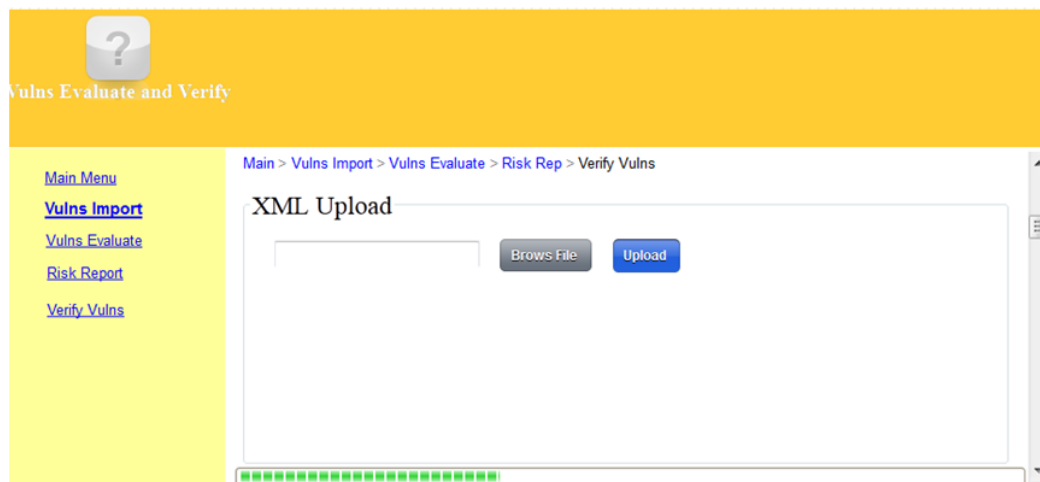 ?
Vulns Evaluate and Verify
Main > Vulns Import > Vulns Evaluate > Risk Rep > Verify Vulns
Main Menu
Vulns Import
Vulns Evaluate
Risk Report
Verify Vulns
XML Upload
Brows File
Upload